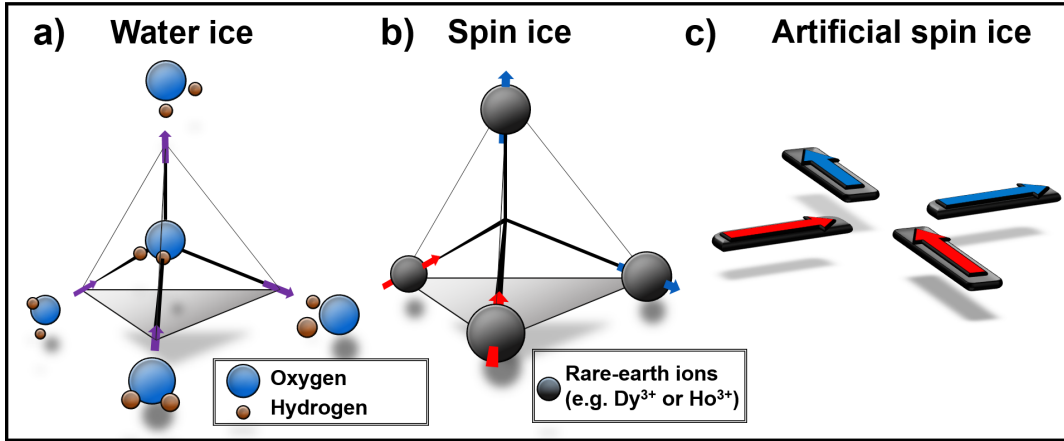 a) Water ice
b) Spin ice
c) Artificial spin ice
Oxygen
Hydrogen
Rare-earth ions
(e.g. Dy³⁺ or Ho³⁺)